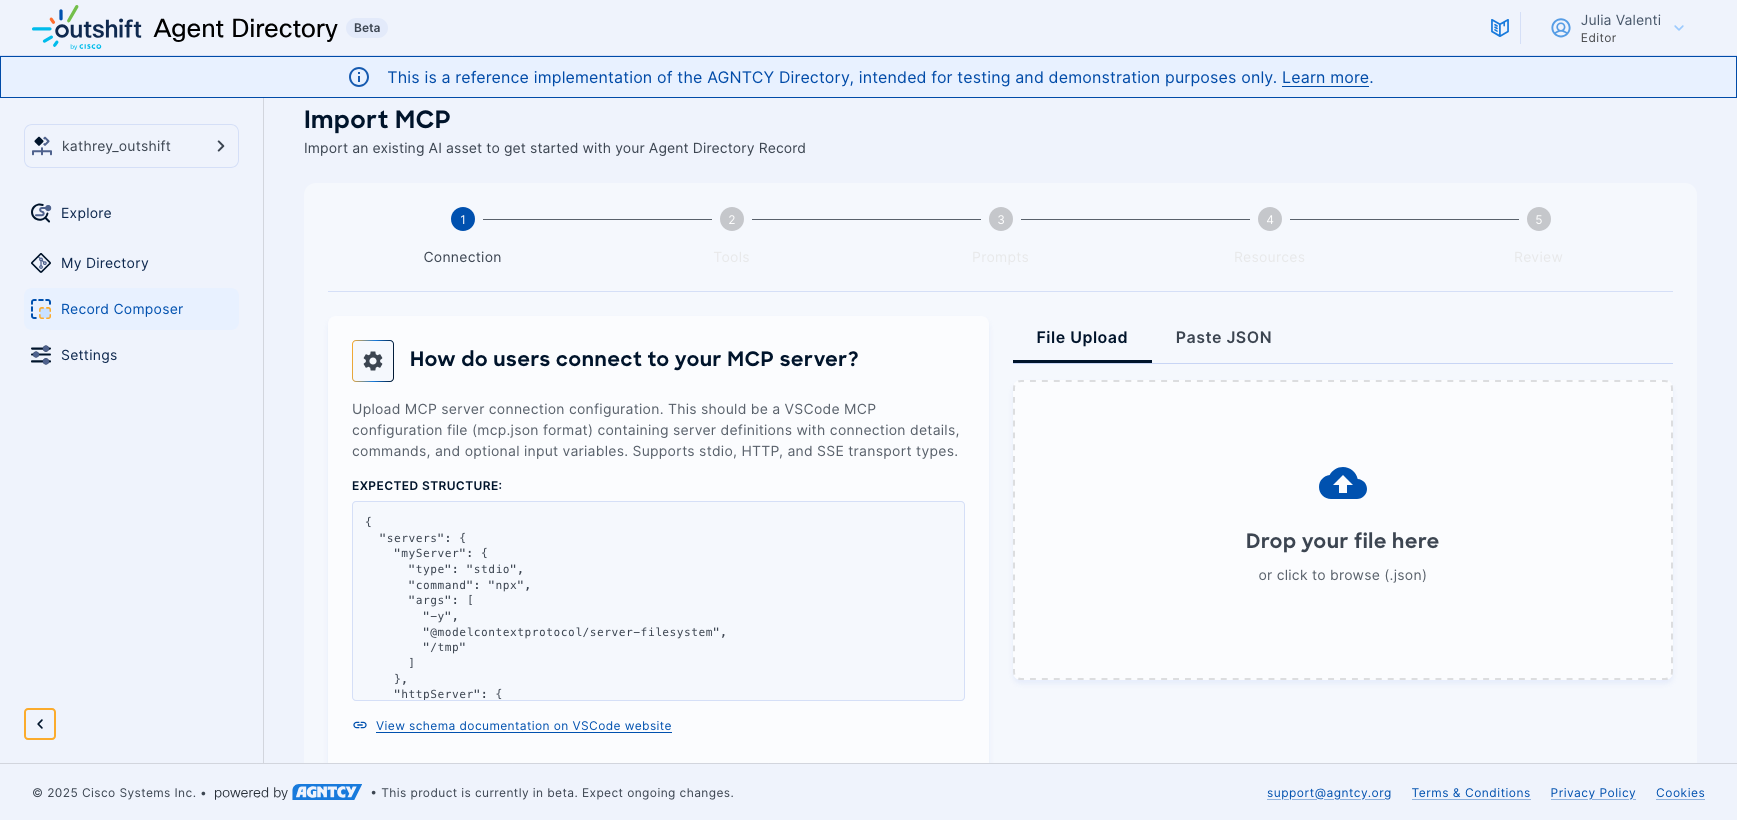 outshift
by CISCO
Agent Directory
Beta
Julia Valenti
Editor
This is a reference implementation of the AGNTCY Directory, intended for testing and demonstration purposes only. Learn more.
kathrey_outshift
Explore
My Directory
Record Composer
Settings
Import MCP
Import an existing AI asset to get started with your Agent Directory Record
1
2
3
4
5
Connection
Tools
Prompts
Resources
Review
How do users connect to your MCP server?
Upload MCP server connection configuration. This should be a VSCode MCP
configuration file (mcp.json format) containing server definitions with connection details,
commands, and optional input variables. Supports stdio, HTTP, and SSE transport types.
EXPECTED STRUCTURE:
{
"servers": {
"myServer": {
"type": "stdio",
"command": "npx",
"args": [
"-y",
"@modelcontextprotocol/server-filesystem",
"/tmp"
]
},
"httpServer": {
View schema documentation on VSCode website
File Upload
Paste JSON
Drop your file here
or click to browse (.json)
© 2025 Cisco Systems Inc. • powered by AGNTCY • This product is currently in beta. Expect ongoing changes.
support@agntcy.org
Terms & Conditions
Privacy Policy
Cookies